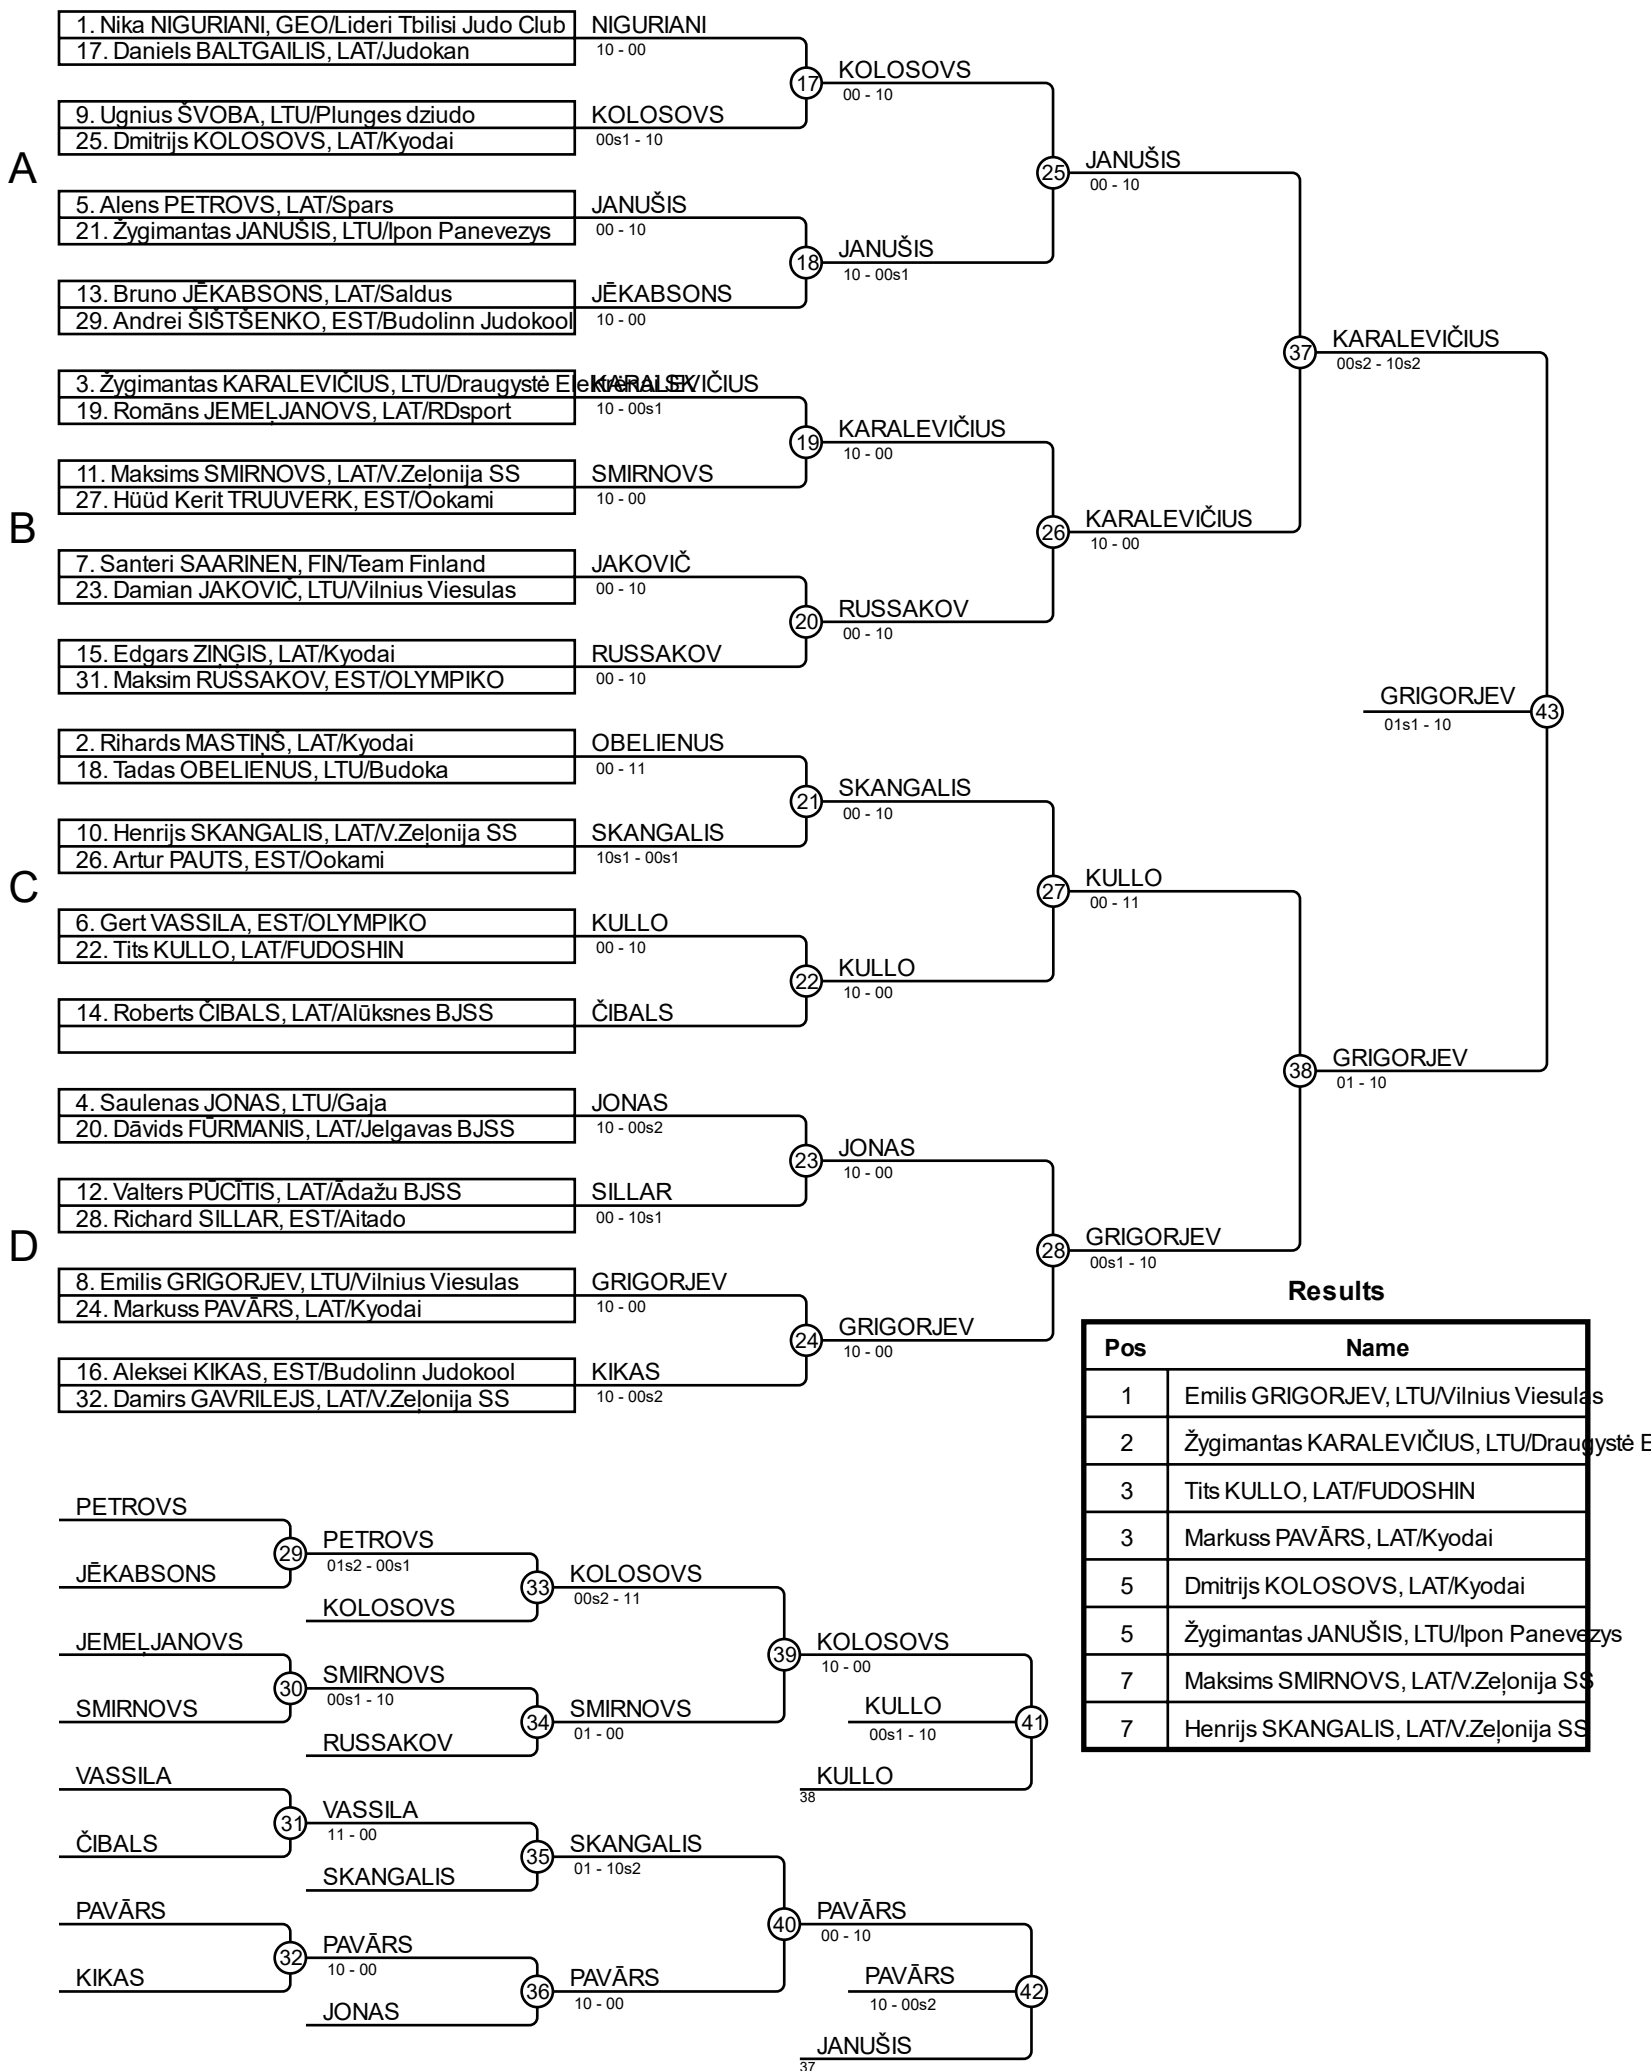 1. Nika NIGURIANI, GEO/Lideri Tbilisi Judo Club
NIGURIANI
17. Daniels BALTGAILIS, LAT/Judokan
10 - 00
17
KOLOSOVS
00 - 10
9. Ugnius ŠVOBA, LTU/Plunges dziudo
KOLOSOVS
25. Dmitrijs KOLOSOVS, LAT/Kyodai
00s1 - 10
A
25
JANUŠIS
00 - 10
5. Alens PETROVS, LAT/Spars
JANUŠIS
21. Žygimantas JANUŠIS, LTU/Ipon Panevezys
00 - 10
18
JANUŠIS
10 - 00s1
13. Bruno JĒKABSONS, LAT/Saldus
JĒKABSONS
29. Andrei ŠIŠTŠENKO, EST/Budolinn Judokool
10 - 00
37
KARALEVIČIUS
00s2 - 10s2
3. Žygimantas KARALEVIČIUS, LTU/Draugystė Elektrėnai SK
KARALEVIČIUS
19. Romāns JEMEĻJANOVS, LAT/RDsport
10 - 00s1
19
KARALEVIČIUS
10 - 00
11. Maksims SMIRNOVS, LAT/V.Zeļonija SS
SMIRNOVS
27. Hüüd Kerit TRUUVERK, EST/Ookami
10 - 00
B
26
KARALEVIČIUS
10 - 00
7. Santeri SAARINEN, FIN/Team Finland
JAKOVIČ
23. Damian JAKOVIČ, LTU/Vilnius Viesulas
00 - 10
20
RUSSAKOV
00 - 10
15. Edgars ZIŅĢIS, LAT/Kyodai
RUSSAKOV
31. Maksim RUSSAKOV, EST/OLYMPIKO
00 - 10
GRIGORJEV
43
01s1 - 10
2. Rihards MASTIŅŠ, LAT/Kyodai
OBELIENUS
18. Tadas OBELIENUS, LTU/Budoka
00 - 11
21
SKANGALIS
00 - 10
10. Henrijs SKANGALIS, LAT/V.Zeļonija SS
SKANGALIS
26. Artur PAUTS, EST/Ookami
10s1 - 00s1
C
27
KULLO
00 - 11
6. Gert VASSILA, EST/OLYMPIKO
KULLO
22. Tits KULLO, LAT/FUDOSHIN
00 - 10
22
KULLO
10 - 00
14. Roberts ČIBALS, LAT/Alūksnes BJSS
ČIBALS
38
GRIGORJEV
01 - 10
4. Saulenas JONAS, LTU/Gaja
JONAS
20. Dāvids FŪRMANIS, LAT/Jelgavas BJSS
10 - 00s2
23
JONAS
10 - 00
12. Valters PŪCĪTIS, LAT/Ādažu BJSS
SILLAR
28. Richard SILLAR, EST/Aitado
00 - 10s1
D
28
GRIGORJEV
00s1 - 10
8. Emilis GRIGORJEV, LTU/Vilnius Viesulas
GRIGORJEV
24. Markuss PAVĀRS, LAT/Kyodai
10 - 00
24
GRIGORJEV
10 - 00
16. Aleksei KIKAS, EST/Budolinn Judokool
KIKAS
32. Damirs GAVRILEJS, LAT/V.Zeļonija SS
10 - 00s2
Results
Pos Name
1 Emilis GRIGORJEV, LTU/Vilnius Viesulas
2 Žygimantas KARALEVIČIUS, LTU/Draugystė E
3 Tits KULLO, LAT/FUDOSHIN
3 Markuss PAVĀRS, LAT/Kyodai
5 Dmitrijs KOLOSOVS, LAT/Kyodai
5 Žygimantas JANUŠIS, LTU/Ipon Panevezys
7 Maksims SMIRNOVS, LAT/V.Zeļonija SS
7 Henrijs SKANGALIS, LAT/V.Zeļonija SS
PETROVS
29
PETROVS
01s2 - 00s1
JĒKABSONS
33
KOLOSOVS
00s2 - 11
KOLOSOVS
JEMEĻJANOVS
39
KOLOSOVS
10 - 00
30
SMIRNOVS
00s1 - 10
SMIRNOVS
34
SMIRNOVS
01 - 00
RUSSAKOV
KULLO
41
00s1 - 10
VASSILA
KULLO
38
31
VASSILA
11 - 00
ČIBALS
35
SKANGALIS
01 - 10s2
SKANGALIS
PAVĀRS
40
PAVĀRS
00 - 10
32
PAVĀRS
10 - 00
KIKAS
36
PAVĀRS
10 - 00
JONAS
PAVĀRS
42
10 - 00s2
JANUŠIS
37